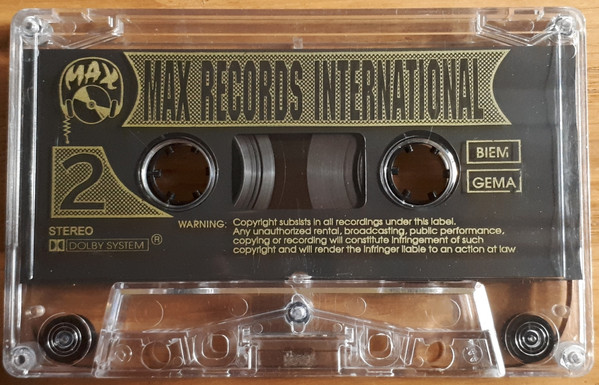 MAX
MAX RECORDS INTERNATIONAL
2
BIEM
GEMA
STEREO
DOLBY SYSTEM ®
WARNING: Copyright subsists in all recordings under this label.
Any unauthorized rental, broadcasting, public performance,
copying or recording will constitute infringement of such
copyright and will render the infringer liable to an action at law